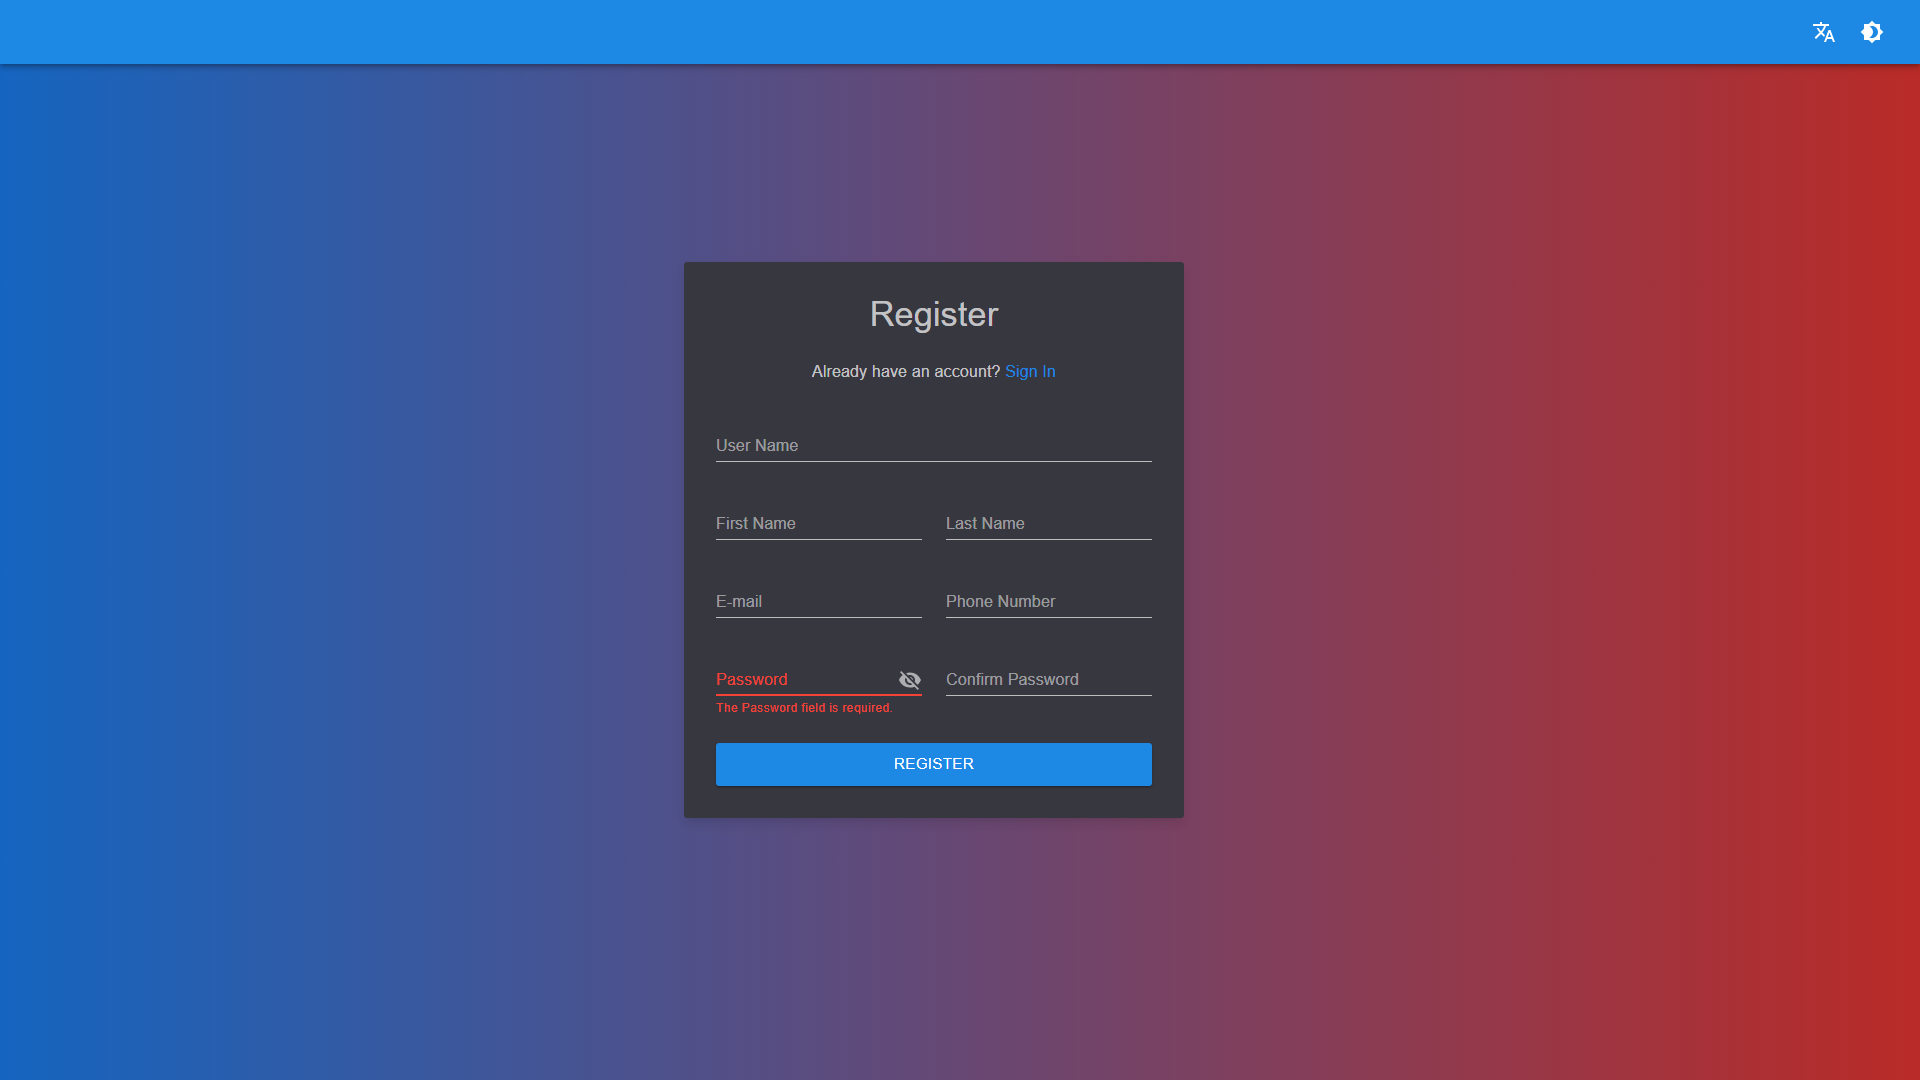 Register
Already have an account? Sign In
User Name
First Name
Last Name
E-mail
Phone Number
Password
Confirm Password
The Password field is required.
REGISTER